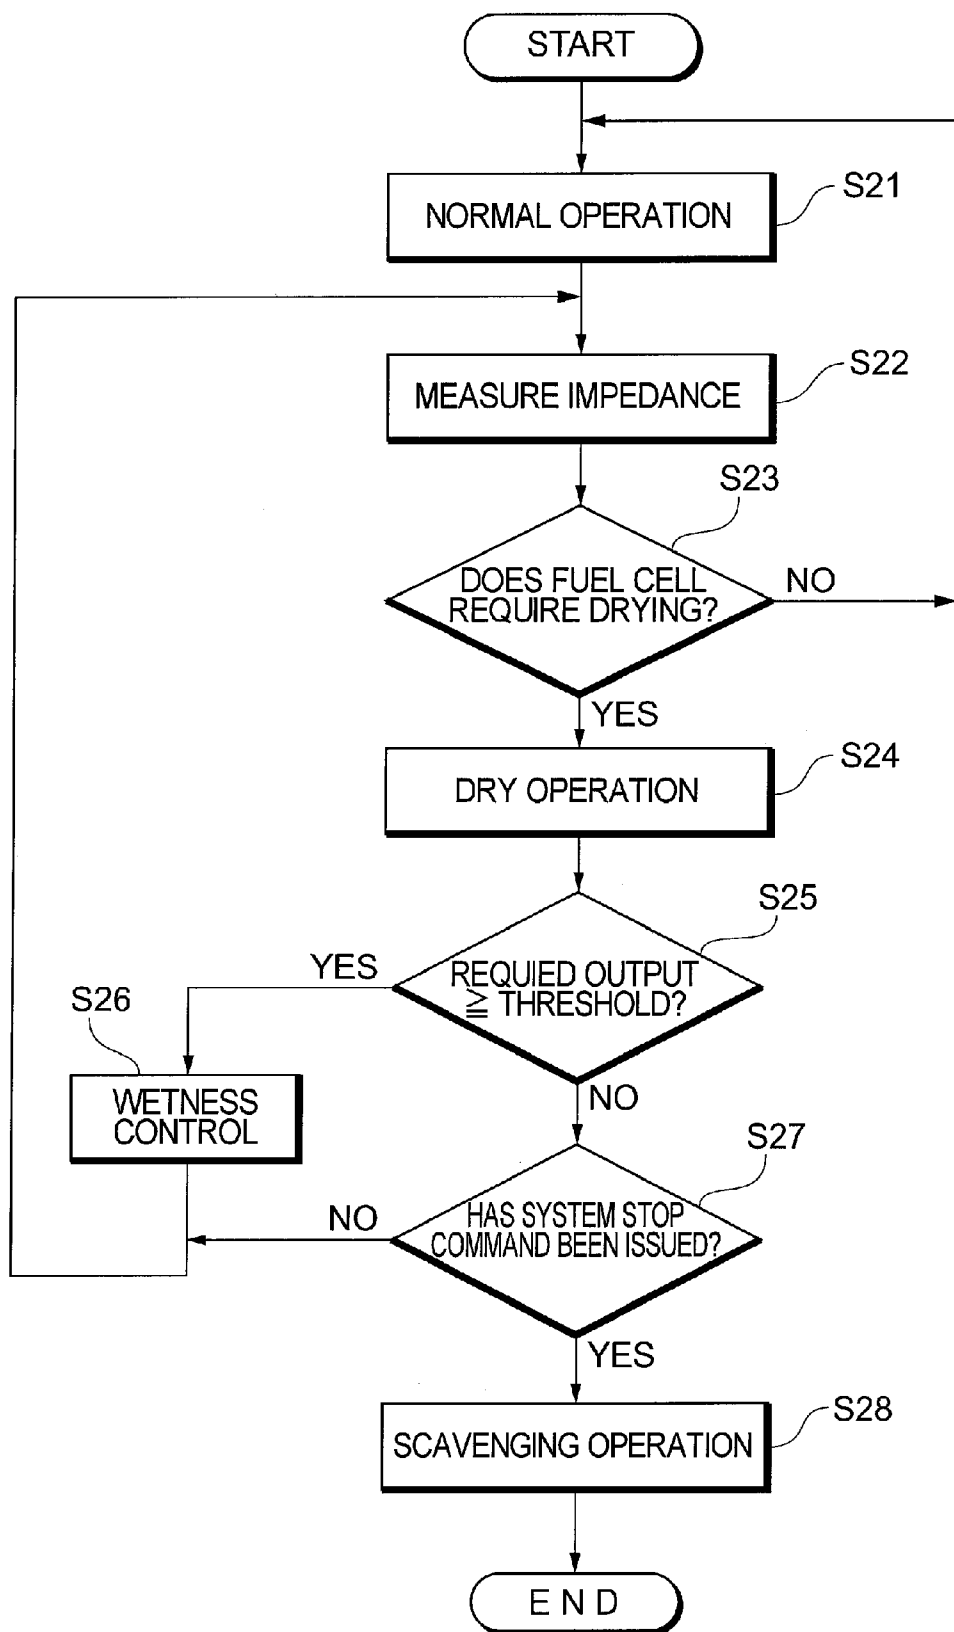 START
S21
NORMAL OPERATION
S22
MEASURE IMPEDANCE
S23
DOES FUEL CELL
REQUIRE DRYING?
NO
YES
S24
DRY OPERATION
S25
YES
REQUIED OUTPUT
≧ THRESHOLD?
S26
NO
WETNESS
CONTROL
S27
NO
HAS SYSTEM STOP
COMMAND BEEN ISSUED?
YES
S28
SCAVENGING OPERATION
END